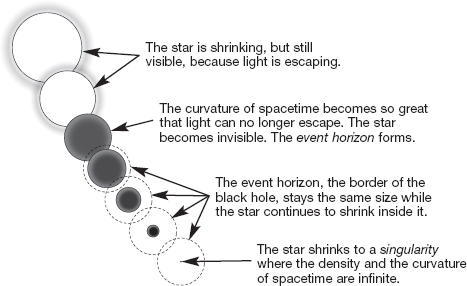 The star is shrinking, but still
visible, because light is escaping.
The curvature of spacetime becomes so great
that light can no longer escape. The star
becomes invisible. The event horizon forms.
The event horizon, the border of the
black hole, stays the same size while
the star continues to shrink inside it.
The star shrinks to a singularity
where the density and the curvature
of spacetime are infinite.